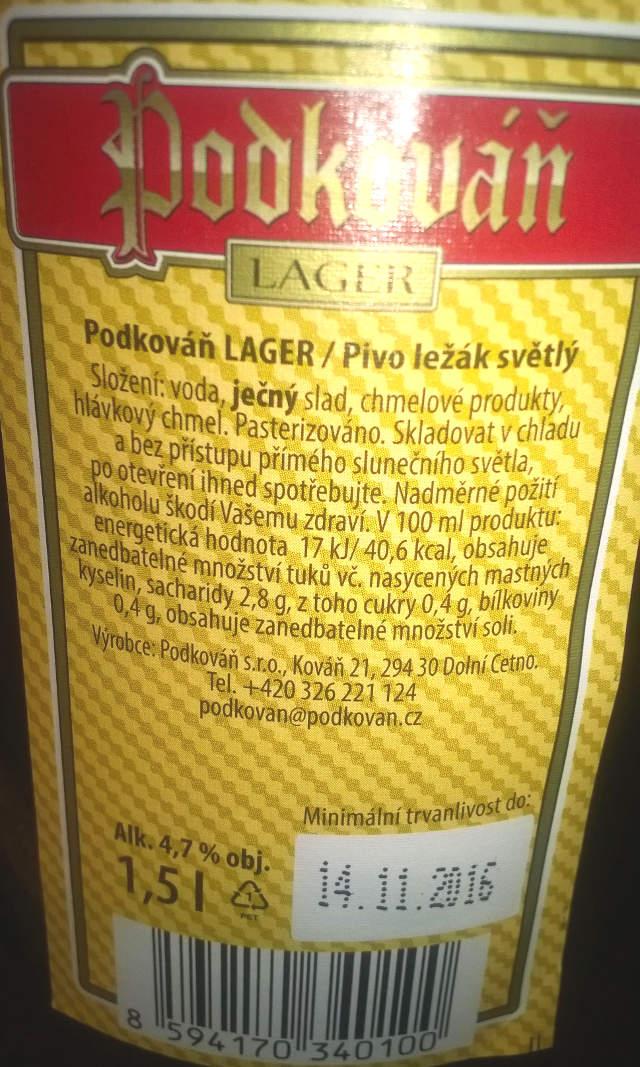 Podkováň
LAGER
Podkováň LAGER / Pivo ležák světlý
Složení: voda, ječný slad, chmelové produkty,
hlávkový chmel. Pasterizováno. Skladovat v chladu
a bez přístupu přímého slunečního světla,
po otevření ihned spotřebujte. Nadměrné požití
alkoholu škodí Vašemu zdraví. V 100 ml produktu:
energetická hodnota 17 kJ/ 40,6 kcal, obsahuje
zanedbatelné množství tuků vč. nasycených mastných
kyselin, sacharidy 2,8 g, z toho cukry 0,4 g, bílkoviny
0,4 g, obsahuje zanedbatelné množství soli.
Výrobce: Podkováň s.r.o., Kováň 21, 294 30 Dolní Cetno.
Tel. +420 326 221 124
podkovan@podkovan.cz
Minimální trvanlivost do:
14.11.2016
Alk. 4,7 % obj.
1,5 l
1
PET
8 594170 340100